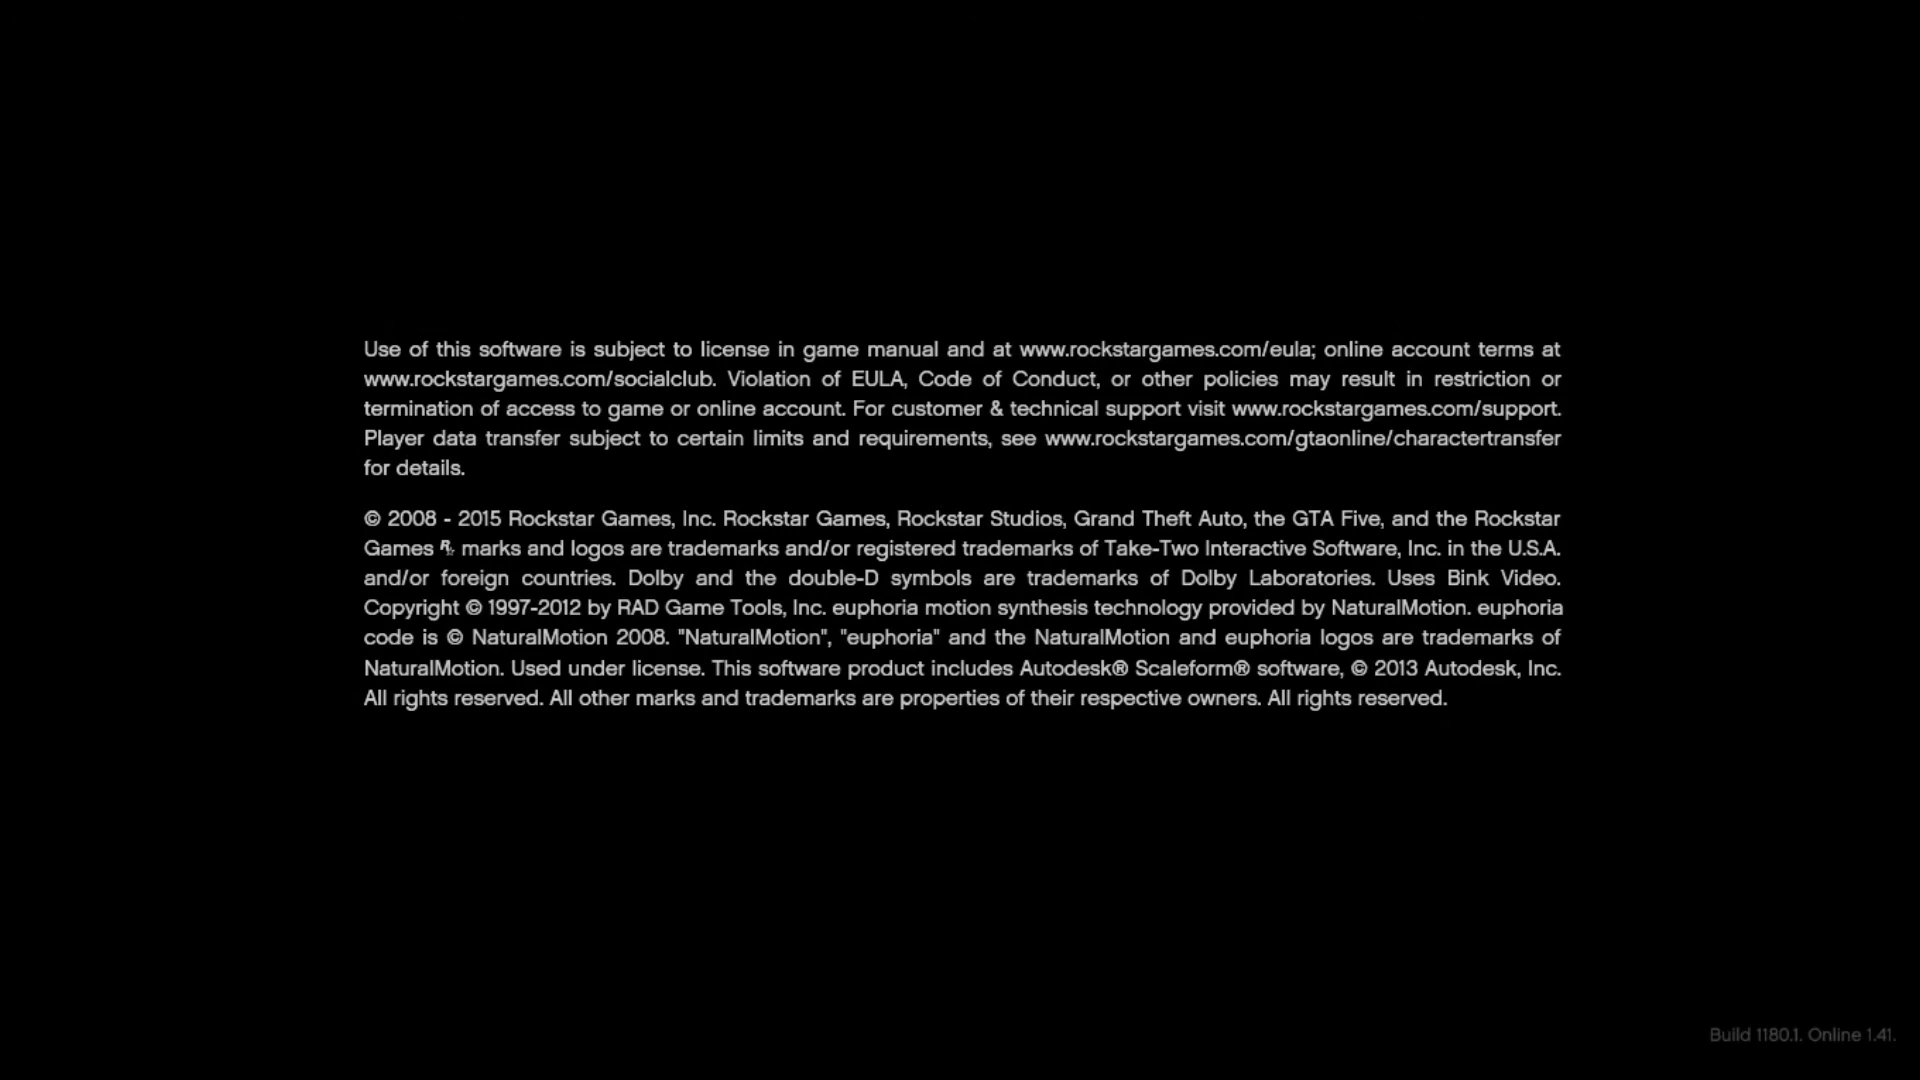 Use of this software is subject to license in game manual and at www.rockstargames.com/eula; online account terms at
www.rockstargames.com/socialclub. Violation of EULA, Code of Conduct, or other policies may result in restriction or
termination of access to game or online account. For customer & technical support visit www.rockstargames.com/support.
Player data transfer subject to certain limits and requirements, see www.rockstargames.com/gtaonline/charactertransfer
for details.
© 2008 - 2015 Rockstar Games, Inc. Rockstar Games, Rockstar Studios, Grand Theft Auto, the GTA Five, and the Rockstar
Games R* marks and logos are trademarks and/or registered trademarks of Take-Two Interactive Software, Inc. in the U.S.A.
and/or foreign countries. Dolby and the double-D symbols are trademarks of Dolby Laboratories. Uses Bink Video.
Copyright © 1997-2012 by RAD Game Tools, Inc. euphoria motion synthesis technology provided by NaturalMotion. euphoria
code is © NaturalMotion 2008. "NaturalMotion", "euphoria" and the NaturalMotion and euphoria logos are trademarks of
NaturalMotion. Used under license. This software product includes Autodesk® Scaleform® software, © 2013 Autodesk, Inc.
All rights reserved. All other marks and trademarks are properties of their respective owners. All rights reserved.
Build 1180.1. Online 1.41.